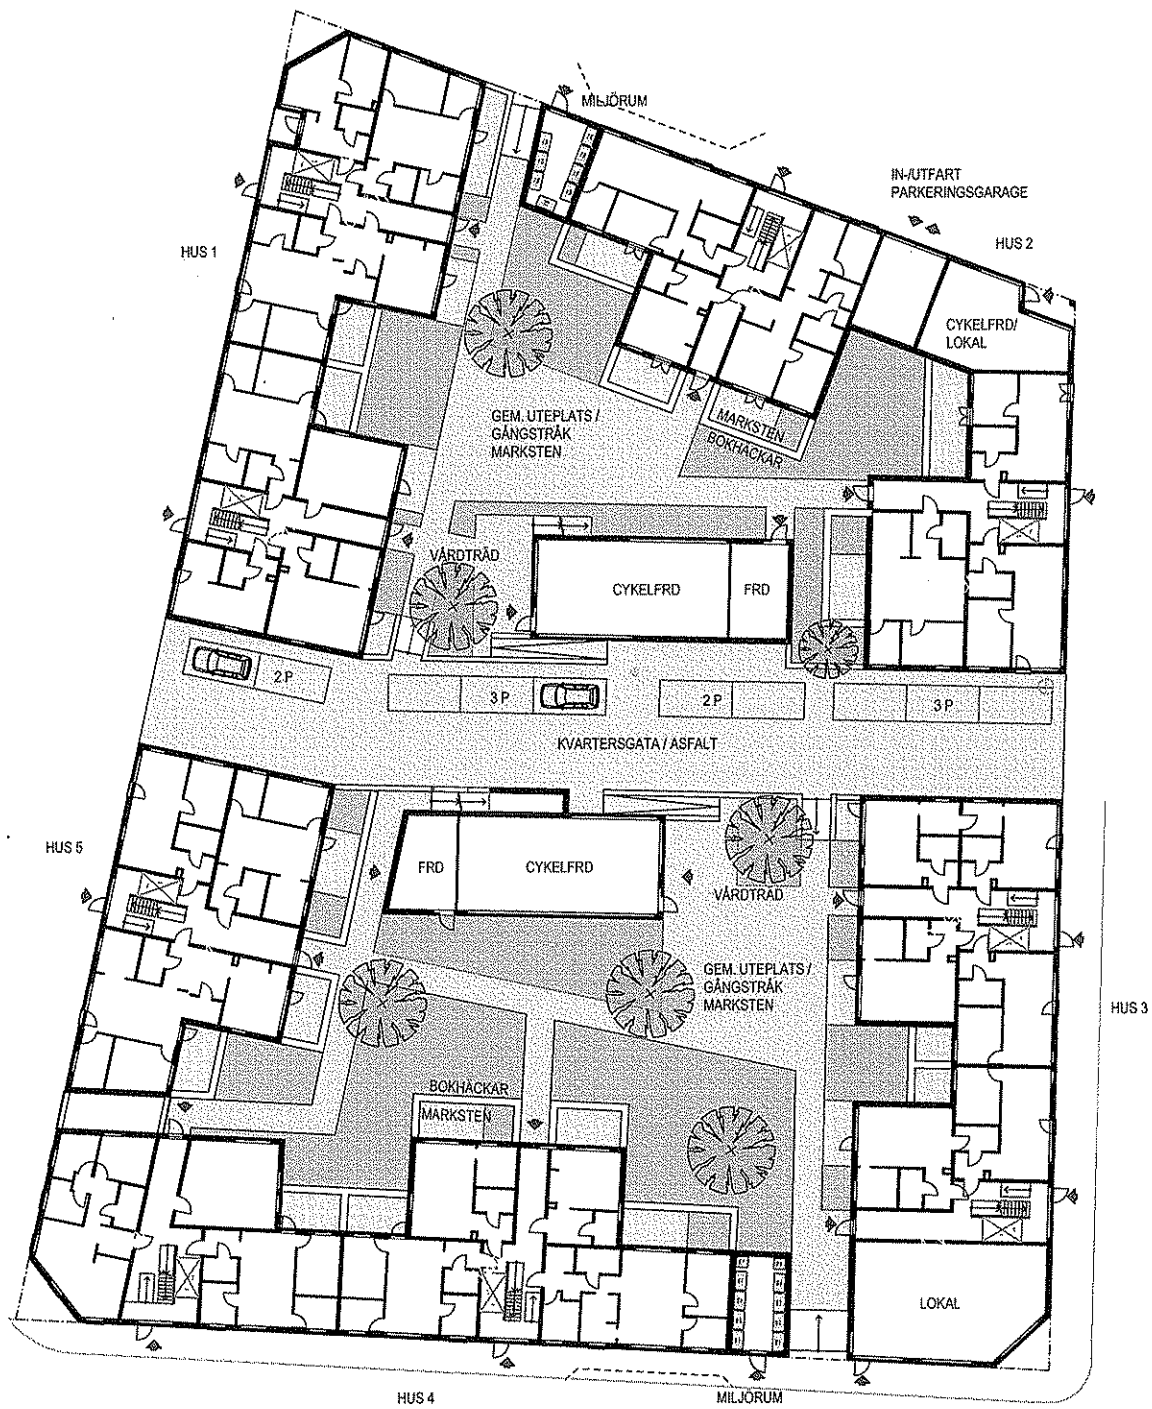 MILJÖRUM
IN-/UTFART
PARKERINGSGARAGE
HUS 1
HUS 2
CYKELFRD/
LOKAL
GEM. UTEPLATS /
GÅNGSTRÅK
MARKSTEN
MARKSTEN
BOKHÄCKAR
VÅRDTRÄD
CYKELFRD
FRD
2 P
3 P
2 P
3 P
KVARTERSGATA / ASFALT
HUS 5
FRD
CYKELFRD
VÅRDTRÄD
GEM. UTEPLATS /
GÅNGSTRÅK
MARKSTEN
HUS 3
BOKHÄCKAR
MARKSTEN
LOKAL
HUS 4
MILJÖRUM